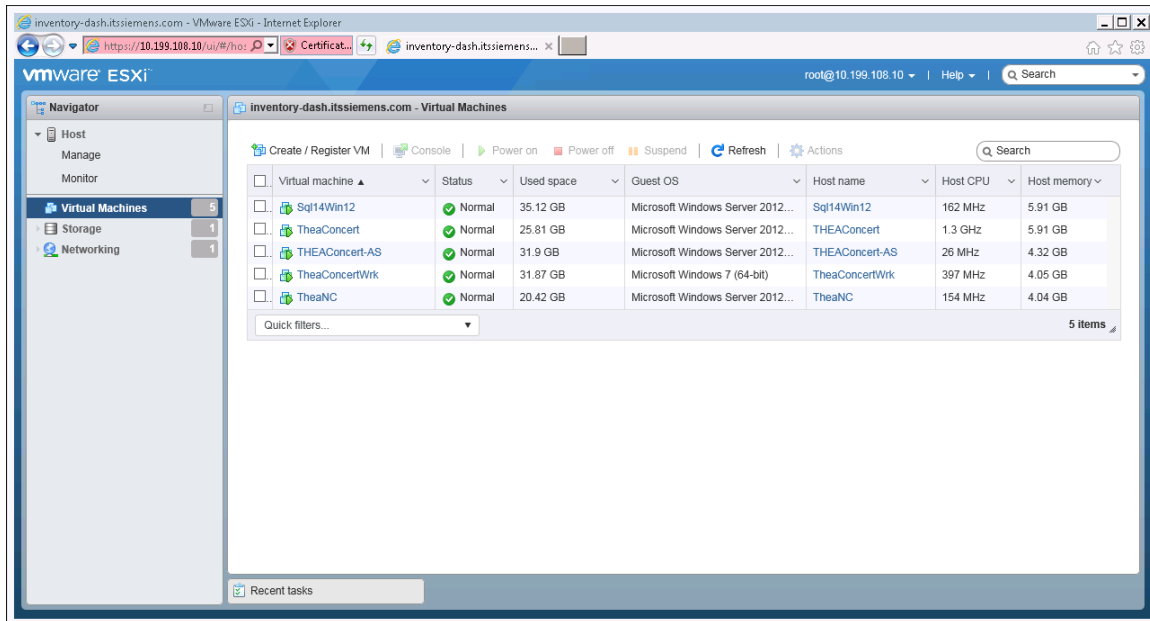 inventory-dash.itssiemens.com - VMware ESXi - Internet Explorer
https://10.199.108.10/ui/#/ho: Certificat... inventory-dash.itssiemens... ×
vmware ESXi™ root@10.199.108.10 | Help | Search
Navigator
inventory-dash.itssiemens.com - Virtual Machines
Host
Manage
Monitor
Virtual Machines 5
Storage 1
Networking 1
Create / Register VM | Console | Power on Power off Suspend | Refresh | Actions Search
Virtual machine ▲ Status Used space Guest OS Host name Host CPU Host memory
Sql14Win12 Normal 35.12 GB Microsoft Windows Server 2012... Sql14Win12 162 MHz 5.91 GB
TheaConcert Normal 25.81 GB Microsoft Windows Server 2012... THEAConcert 1.3 GHz 5.91 GB
THEAConcert-AS Normal 31.9 GB Microsoft Windows Server 2012... THEAConcert-AS 26 MHz 4.32 GB
TheaConcertWrk Normal 31.87 GB Microsoft Windows 7 (64-bit) TheaConcertWrk 397 MHz 4.05 GB
TheaNC Normal 20.42 GB Microsoft Windows Server 2012... TheaNC 154 MHz 4.04 GB
Quick filters... 5 items
Recent tasks